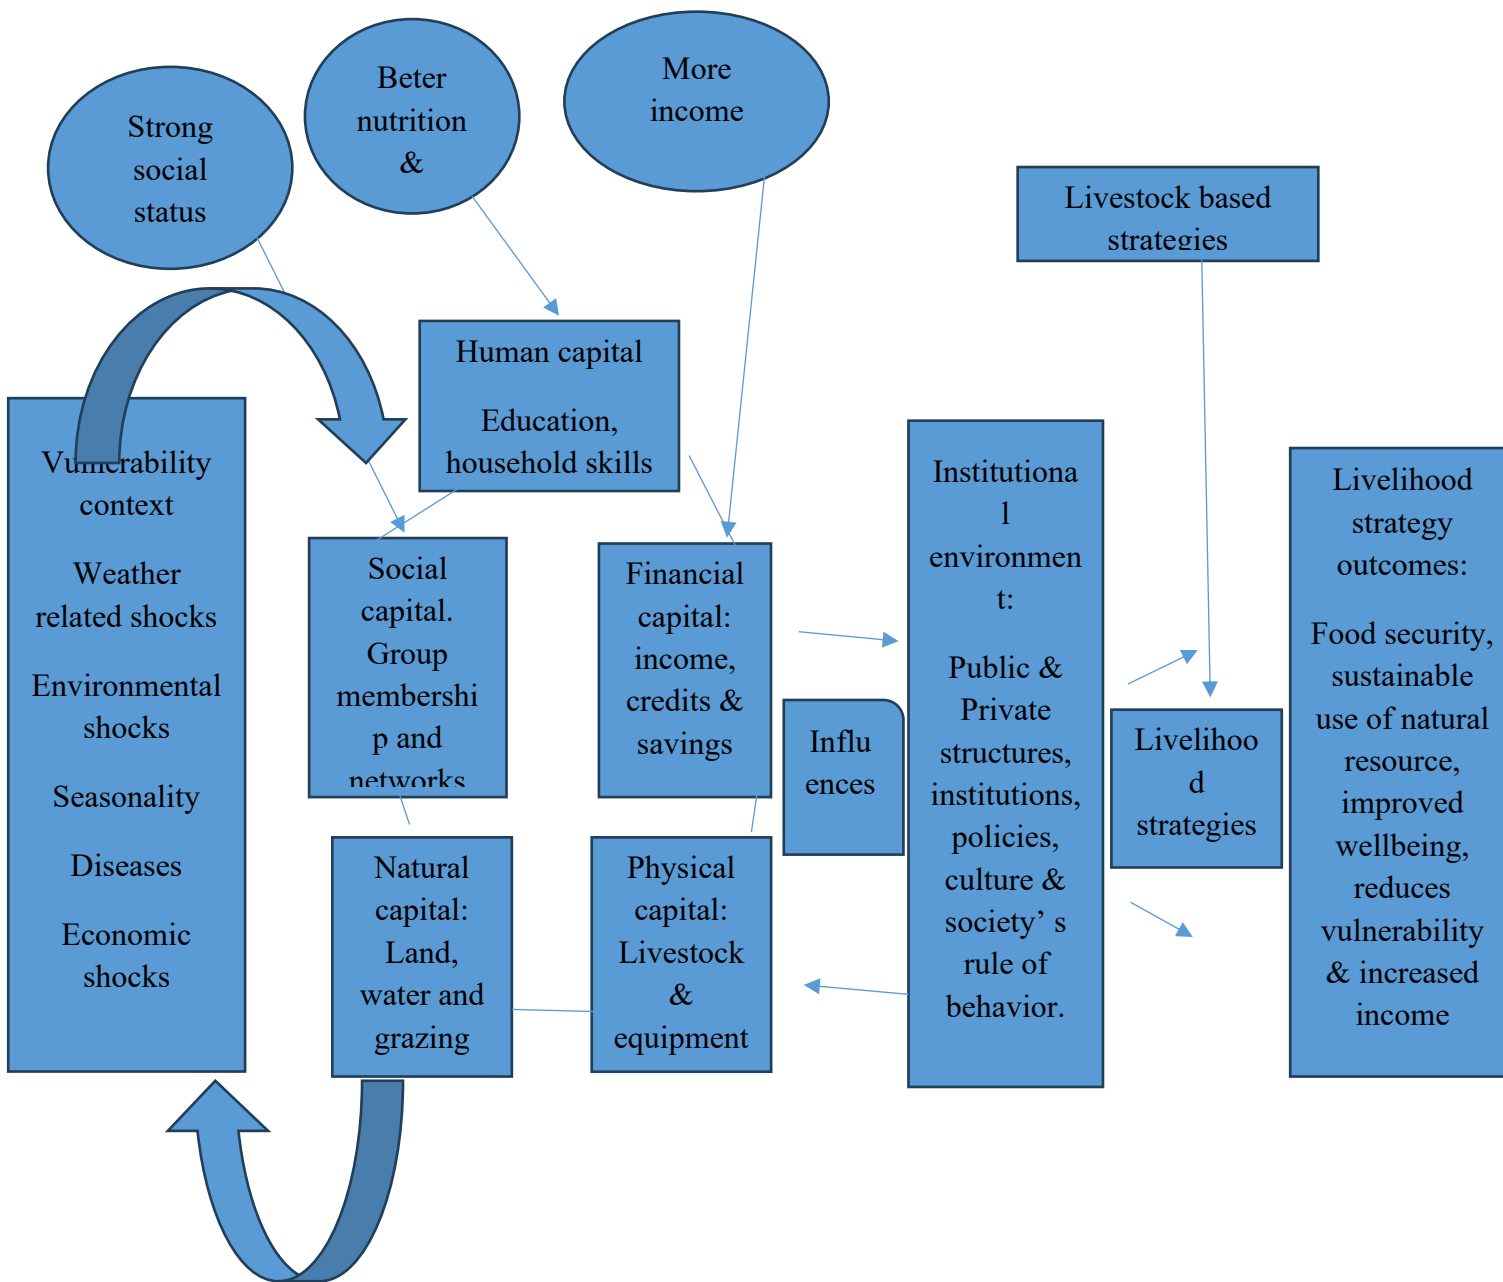 Strong
social
status
Beter
nutrition
&
More
income
Livestock based
strategies
Human capital
Education,
household skills
Vulnerability
context
Weather
related shocks
Environmental
shocks
Seasonality
Diseases
Economic
shocks
Social
capital.
Group
membershi
p and
networks
Financial
capital:
income,
credits &
savings
Natural
capital:
Land,
water and
grazing
Physical
capital:
Livestock
&
equipment
Influ
ences
Institutiona
l
environmen
t:
Public &
Private
structures,
institutions,
policies,
culture &
society’ s
rule of
behavior.
Livelihoo
d
strategies
Livelihood
strategy
outcomes:
Food security,
sustainable
use of natural
resource,
improved
wellbeing,
reduces
vulnerability
& increased
income